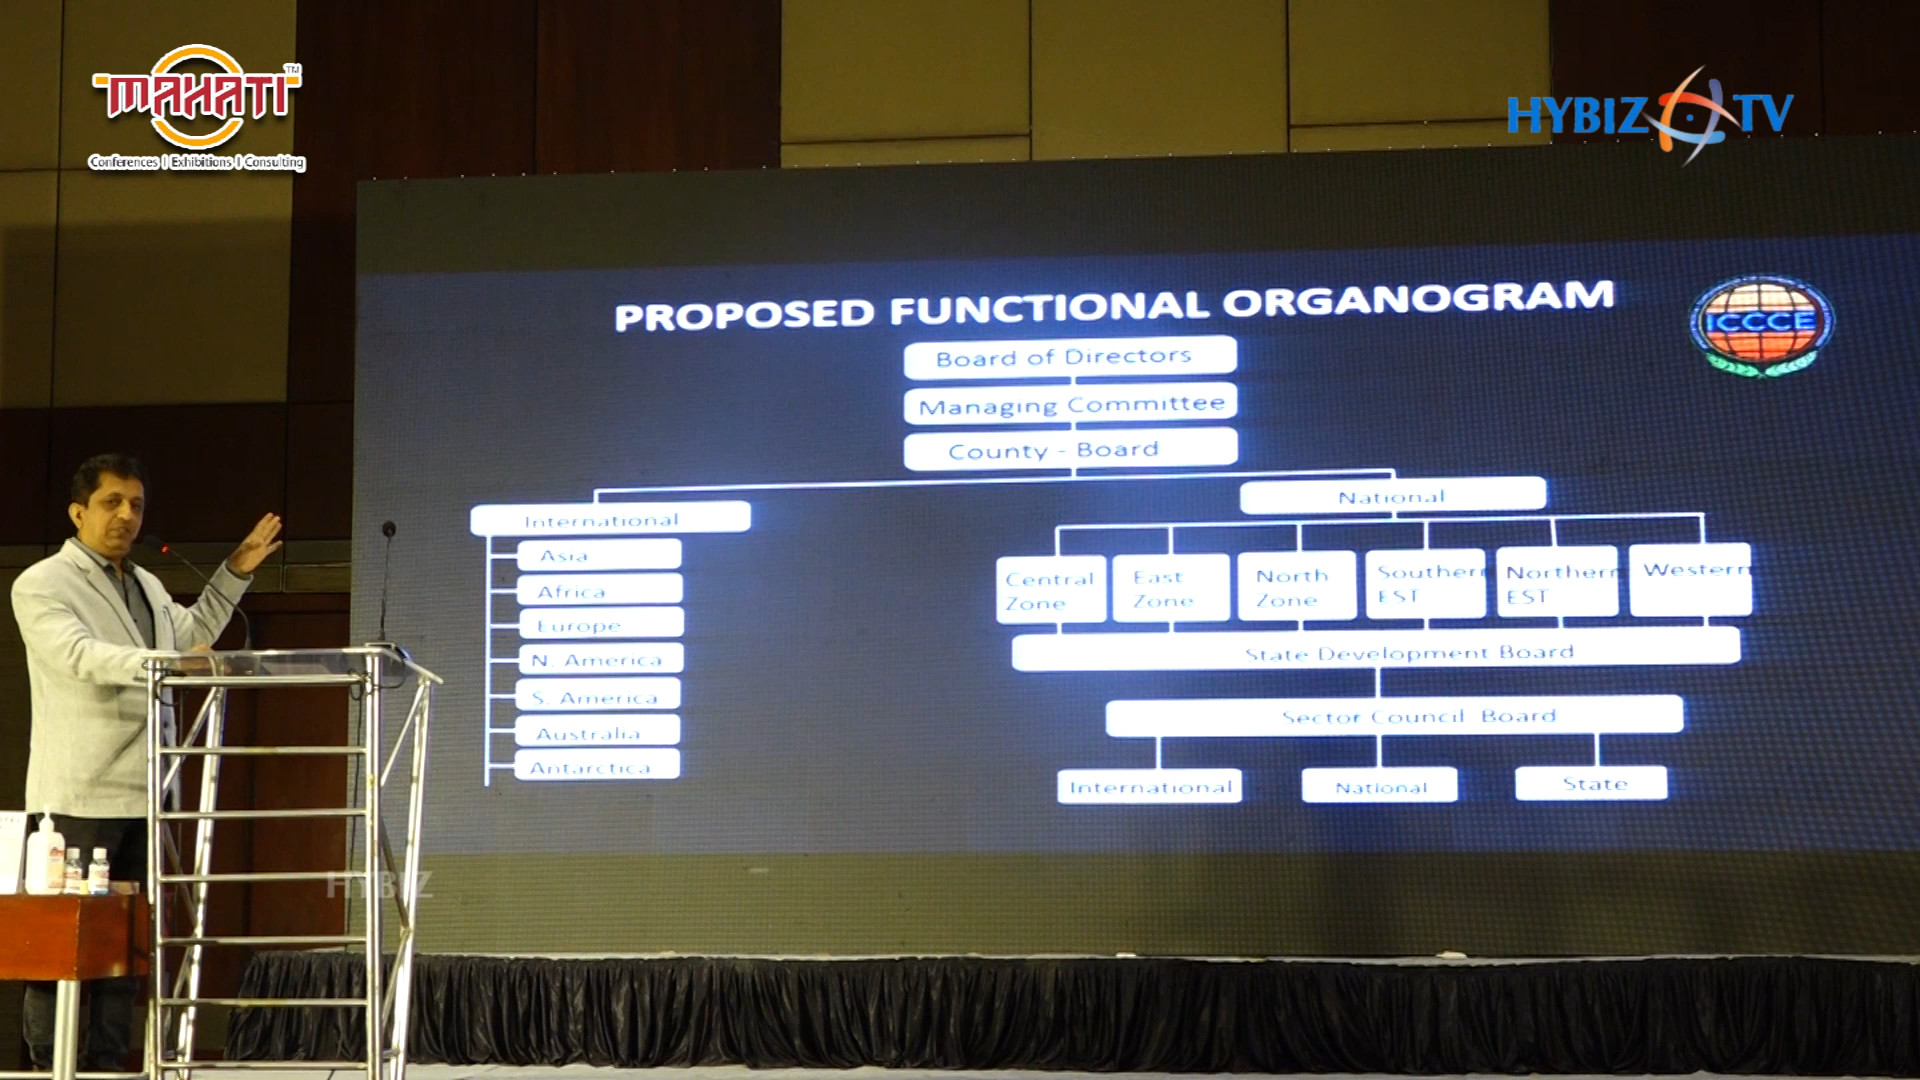 MAHATI TM
Conferences | Exhibitions | Consulting
HYBIZ TV
PROPOSED FUNCTIONAL ORGANOGRAM
ICCCE
Board of Directors
Managing Committee
County - Board
International
National
Asia
Africa
Europe
N. America
S. America
Australia
Antarctica
Central
Zone
East
Zone
North
Zone
Southern
EST
Northern
EST
Western
State Development Board
Sector Council Board
International
National
State
HYBIZ